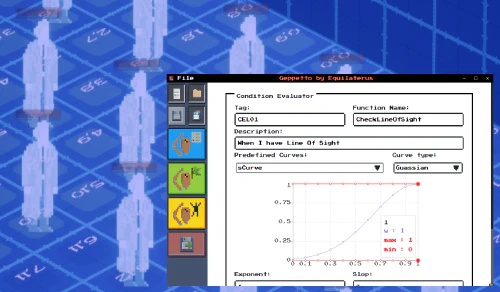 File
Geppetto by Equilaterus
Condition Evaluator
Tag:
Function Name:
CEL01
CheckLineOfSight
Description:
When I have Line Of Sight
Predefined Curves:
Curve type:
sCurve
Guassian
1
0.75
0.5
0.25
0
0 0.1 0.3 0.5 0.7 0.9 1
1
w : 1
max : 1
min : 0
Exponent:
Slop: